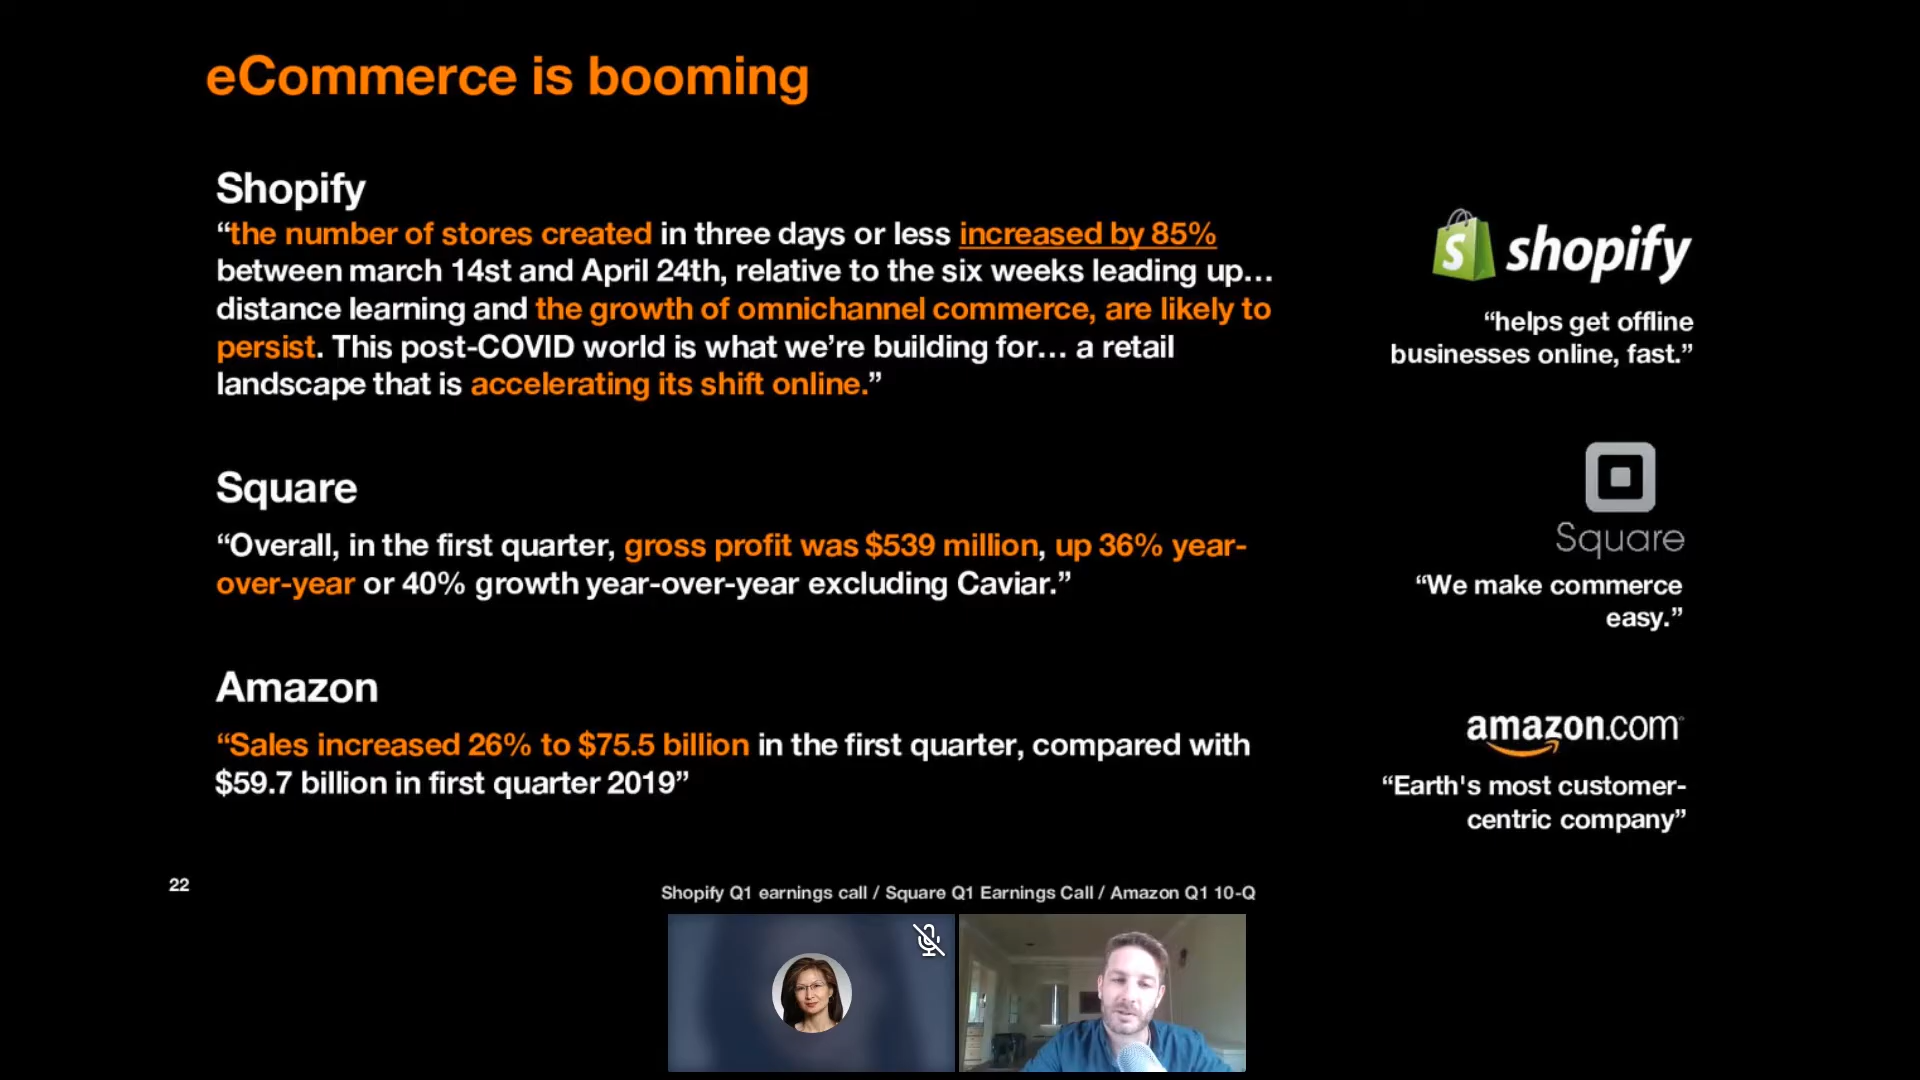 eCommerce is booming
Shopify
“the number of stores created in three days or less increased by 85%
between march 14st and April 24th, relative to the six weeks leading up…
distance learning and the growth of omnichannel commerce, are likely to
persist. This post-COVID world is what we’re building for… a retail
landscape that is accelerating its shift online.”
shopify
“helps get offline
businesses online, fast.”
Square
“Overall, in the first quarter, gross profit was $539 million, up 36% year-
over-year or 40% growth year-over-year excluding Caviar.”
Square
“We make commerce
easy.”
Amazon
“Sales increased 26% to $75.5 billion in the first quarter, compared with
$59.7 billion in first quarter 2019”
amazon.com
“Earth's most customer-
centric company”
22
Shopify Q1 earnings call / Square Q1 Earnings Call / Amazon Q1 10-Q